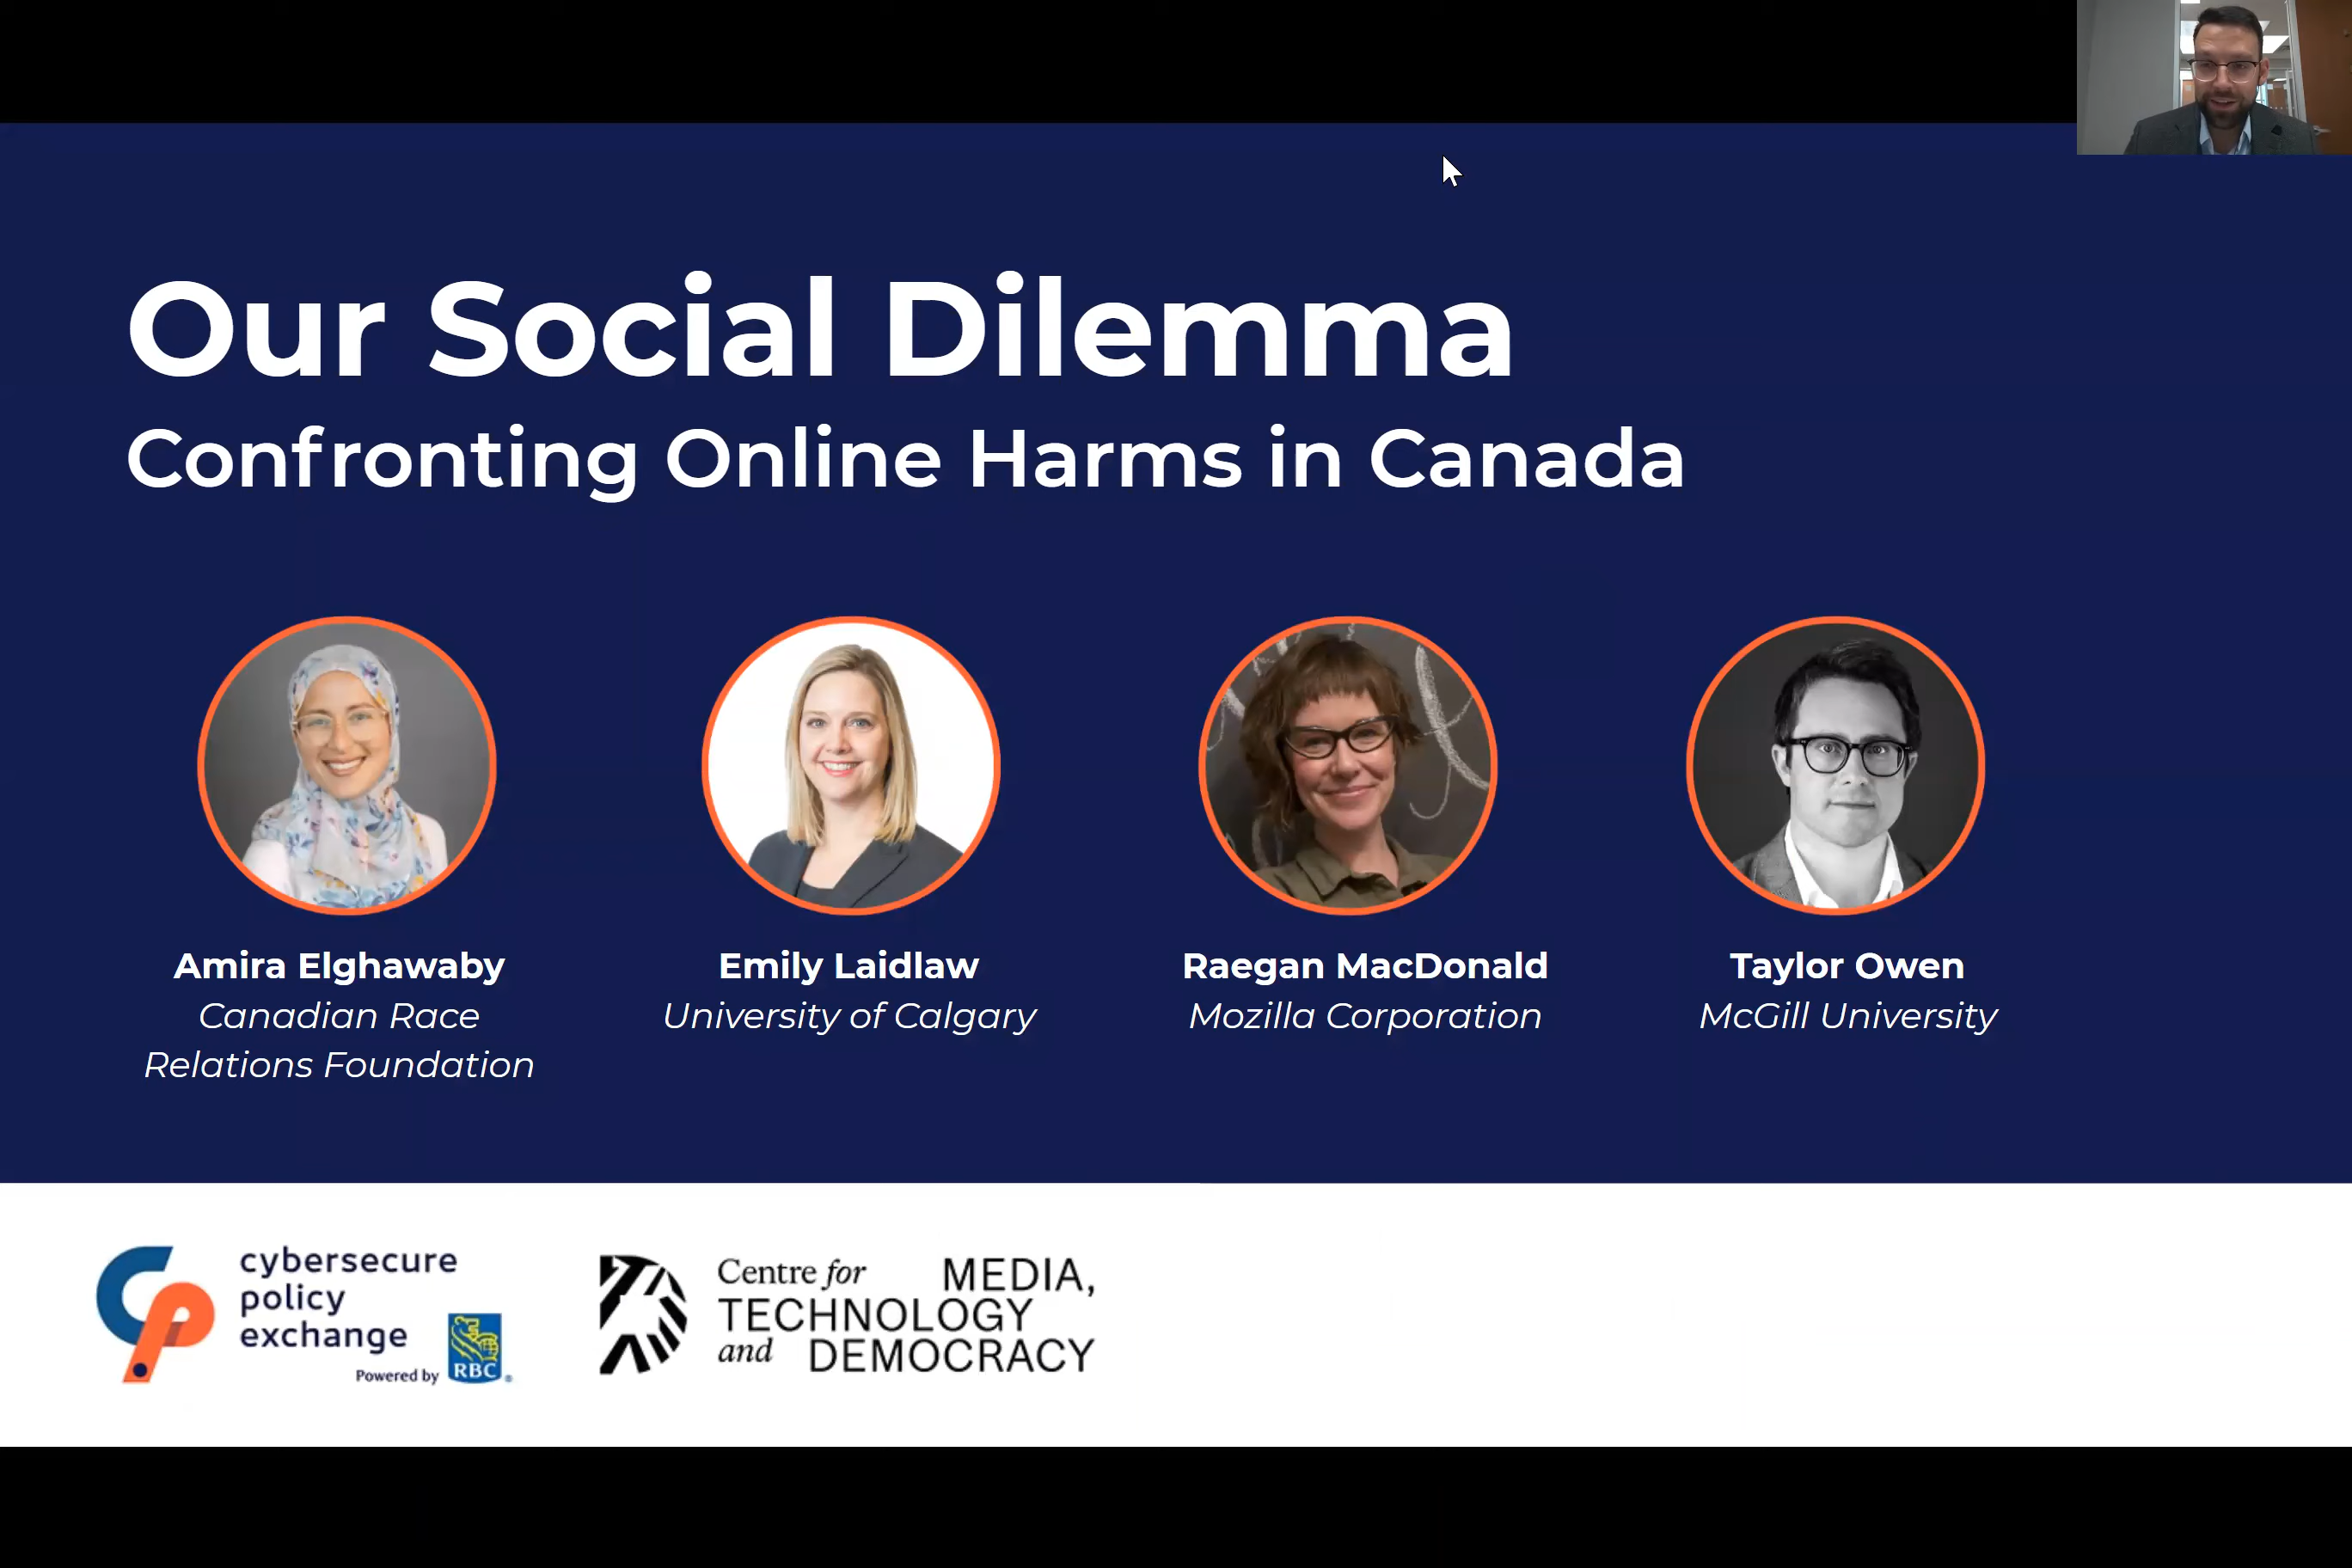 Our Social Dilemma
Confronting Online Harms in Canada
Amira Elghawaby
Canadian Race
Relations Foundation
Emily Laidlaw
University of Calgary
Raegan MacDonald
Mozilla Corporation
Taylor Owen
McGill University
cybersecure
policy
exchange
Powered by
RBC
®
Centre for MEDIA,
TECHNOLOGY
and DEMOCRACY